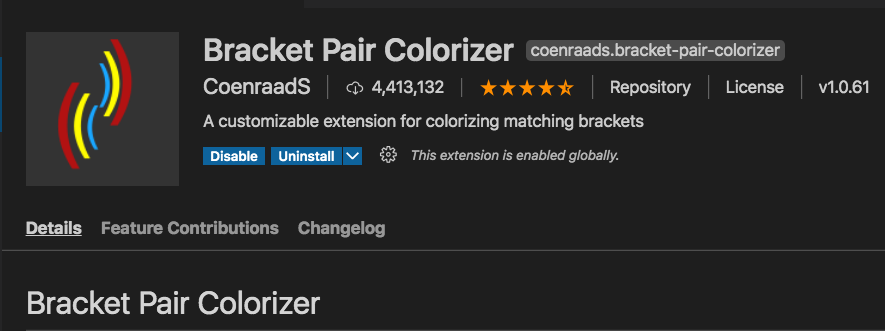 Bracket Pair Colorizer coenraads.bracket-pair-colorizer
CoenraadS 4,413,132 Repository License v1.0.61
A customizable extension for colorizing matching brackets
Disable Uninstall This extension is enabled globally.
Details Feature Contributions Changelog
Bracket Pair Colorizer